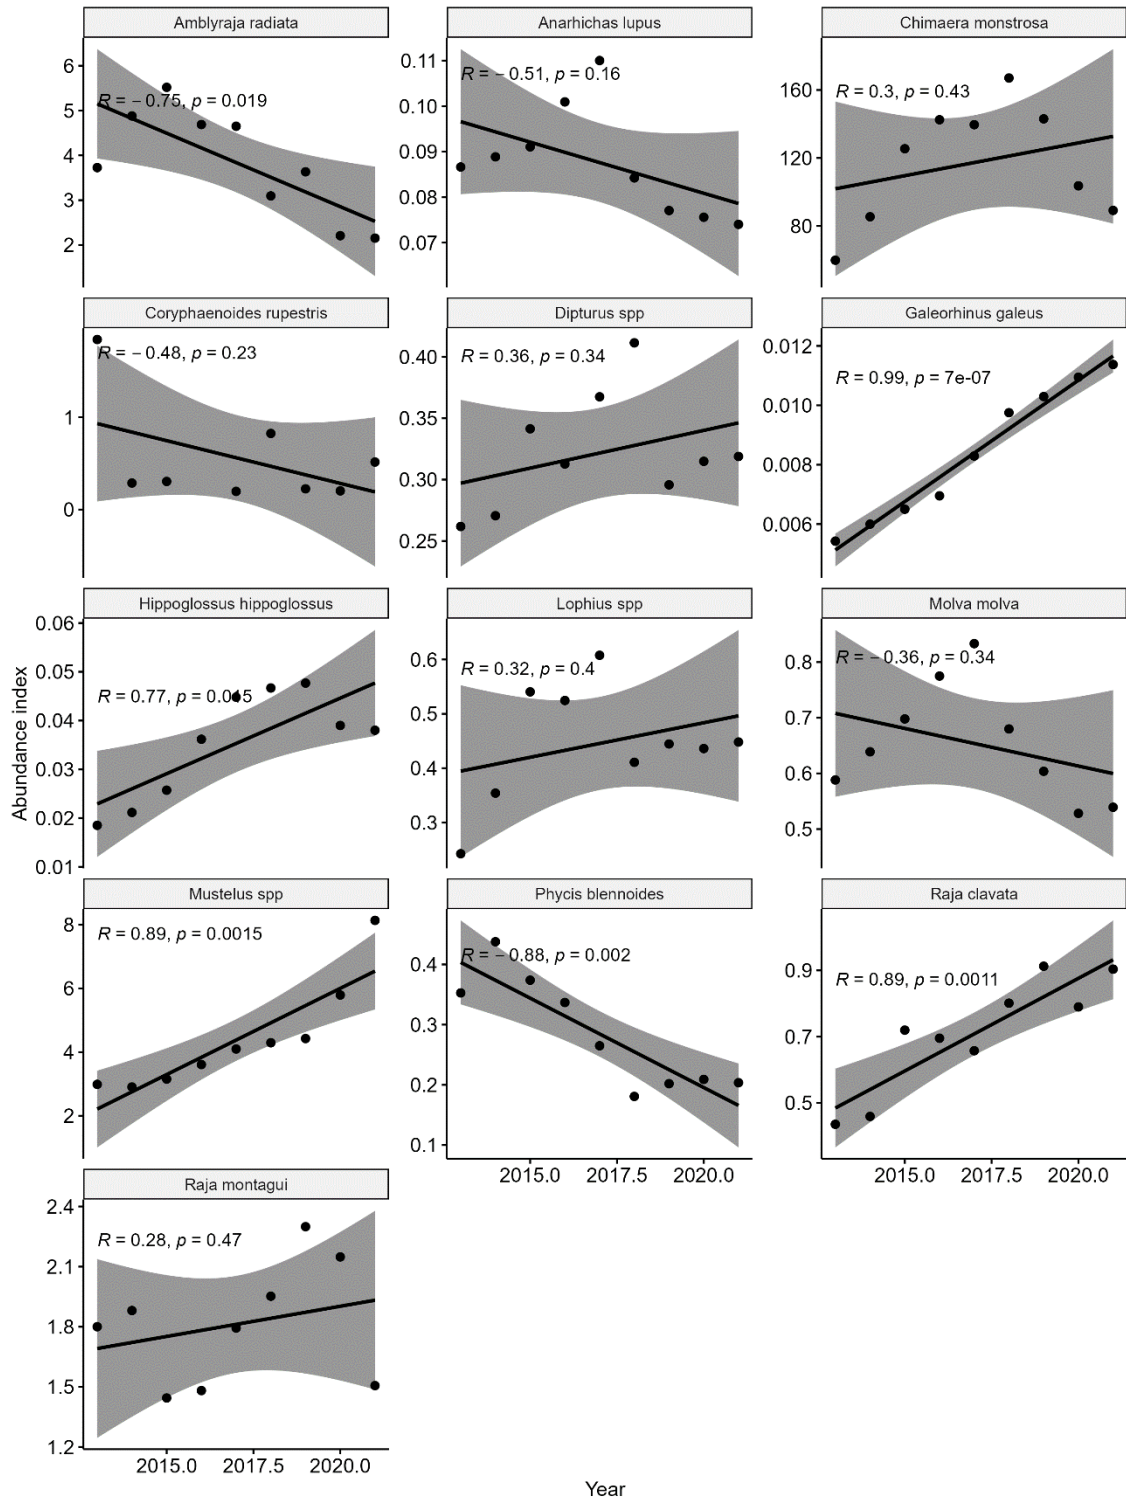 Amblyraja radiata
6
5
4
3
2
R = −0.75, p = 0.019
Anarhichas lupus
0.11
0.10
0.09
0.08
0.07
R = −0.51, p = 0.16
Chimaera monstrosa
160
120
80
R = 0.3, p = 0.43
Coryphaenoides rupestris
1
0
R = −0.48, p = 0.23
Dipturus spp
0.40
0.35
0.30
0.25
R = 0.36, p = 0.34
Galeorhinus galeus
0.012
0.010
0.008
0.006
R = 0.99, p = 7e-07
Abundance index
Hippoglossus hippoglossus
0.06
0.05
0.04
0.03
0.02
0.01
R = 0.77, p = 0.015
Lophius spp
0.6
0.5
0.4
0.3
R = 0.32, p = 0.4
Molva molva
0.8
0.7
0.6
0.5
R = −0.36, p = 0.34
Mustelus spp
8
6
4
2
R = 0.89, p = 0.0015
Phycis blennoides
0.4
0.3
0.2
0.1
R = −0.88, p = 0.002
2015.0 2017.5 2020.0
Raja clavata
0.9
0.7
0.5
R = 0.89, p = 0.0011
2015.0 2017.5 2020.0
Raja montagui
2.4
2.1
1.8
1.5
1.2
R = 0.28, p = 0.47
2015.0 2017.5 2020.0
Year